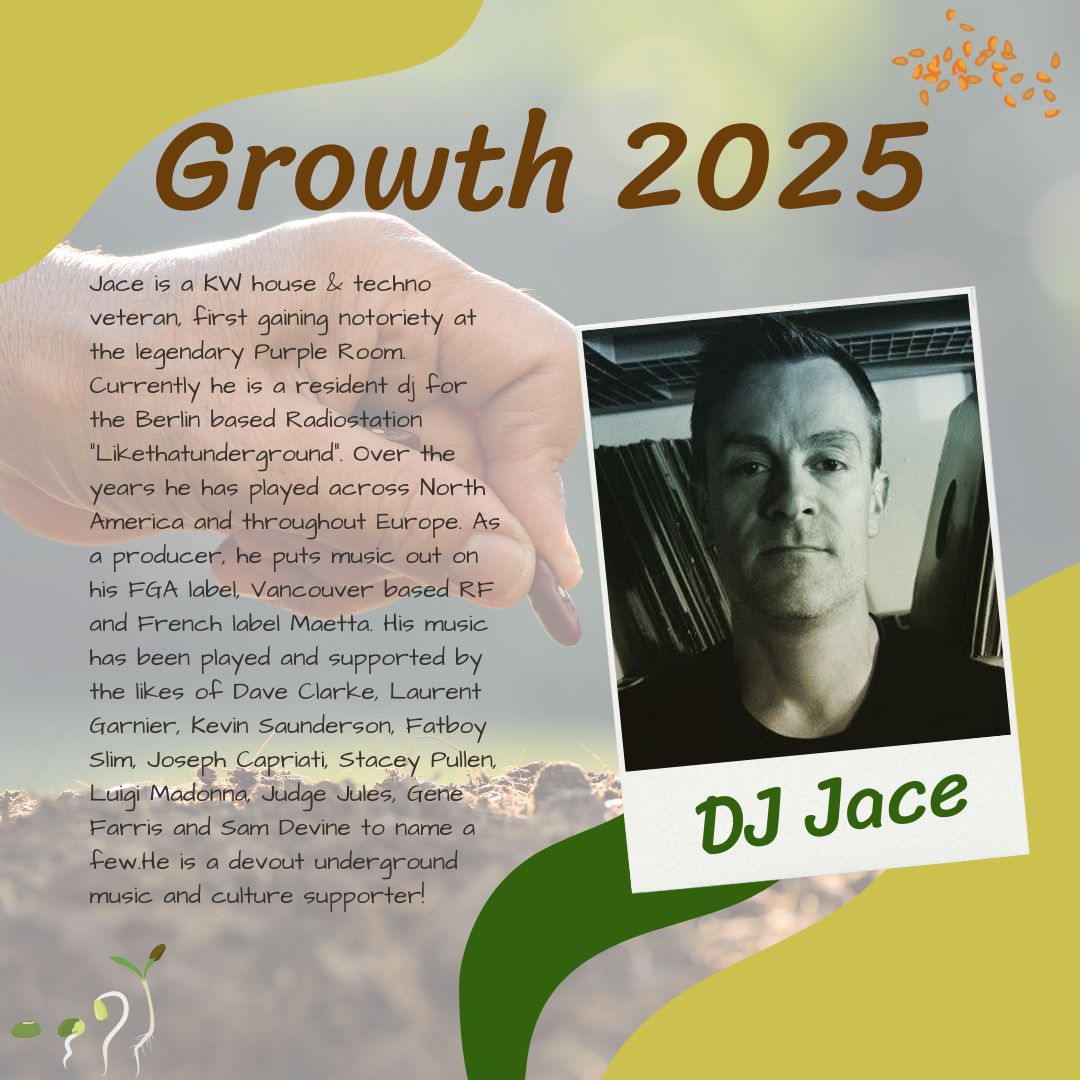 Growth 2025
Jace is a KW house & techno
veteran, first gaining notoriety at
the legendary Purple Room.
Currently he is a resident dj for
the Berlin based Radiostation
"Likethatunderground". Over the
years he has played across North
America and throughout Europe. As
a producer, he puts music out on
his FGA label, Vancouver based RF
and French label Maetta. His music
has been played and supported by
the likes of Dave Clarke, Laurent
Garnier, Kevin Saunderson, Fatboy
Slim, Joseph Capriati, Stacey Pullen,
Luigi Madonna, Judge Jules, Gene
Farris and Sam Devine to name a
few.He is a devout underground
music and culture supporter!
DJ Jace